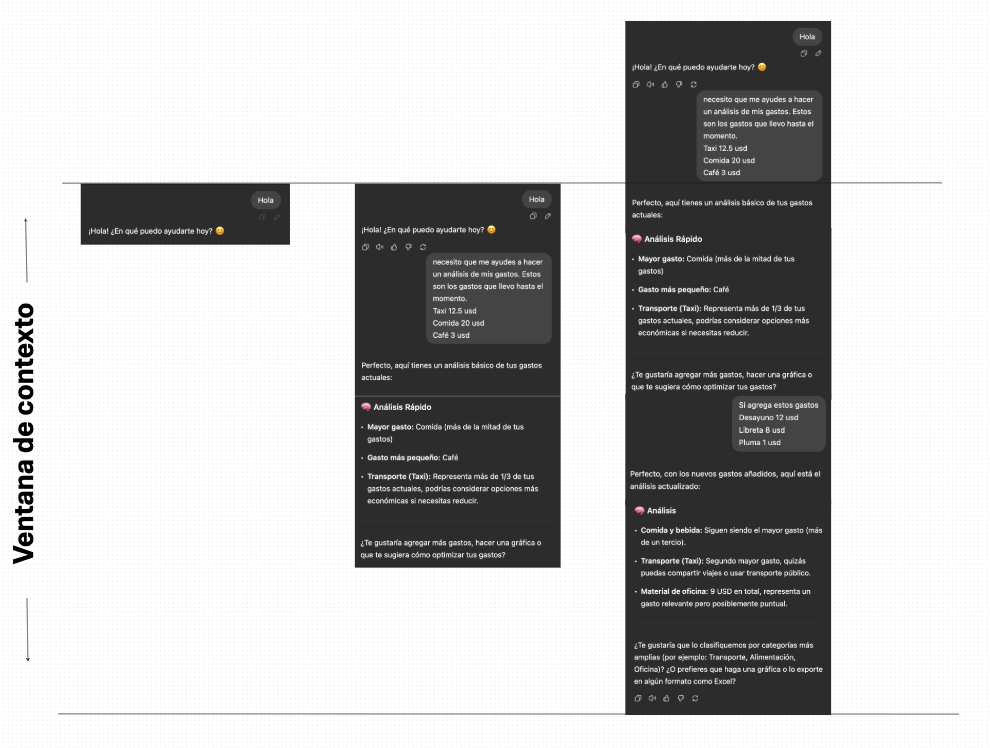 Ventana de contexto
Hola
¡Hola! ¿En qué puedo ayudarte hoy? 😊
Hola
¡Hola! ¿En qué puedo ayudarte hoy? 😊
necesito que me ayudes a hacer
un análisis de mis gastos. Estos
son los gastos que llevo hasta el
momento.
Taxi 12.5 usd
Comida 20 usd
Café 3 usd
Perfecto, aquí tienes un análisis básico de tus gastos
actuales:
🧠 Análisis Rápido
• Mayor gasto: Comida (más de la mitad de tus
gastos)
• Gasto más pequeño: Café
• Transporte (Taxi): Representa más de 1/3 de tus
gastos actuales, podrías considerar opciones más
económicas si necesitas reducir.
¿Te gustaría agregar más gastos, hacer una gráfica o
que te sugiera cómo optimizar tus gastos?
Hola
¡Hola! ¿En qué puedo ayudarte hoy? 😊
necesito que me ayudes a hacer
un análisis de mis gastos. Estos
son los gastos que llevo hasta el
momento.
Taxi 12.5 usd
Comida 20 usd
Café 3 usd
Perfecto, aquí tienes un análisis básico de tus gastos
actuales:
🧠 Análisis Rápido
• Mayor gasto: Comida (más de la mitad de tus
gastos)
• Gasto más pequeño: Café
• Transporte (Taxi): Representa más de 1/3 de tus
gastos actuales, podrías considerar opciones más
económicas si necesitas reducir.
¿Te gustaría agregar más gastos, hacer una gráfica o
que te sugiera cómo optimizar tus gastos?
Si agrega estos gastos
Desayuno 12 usd
Libreta 8 usd
Pluma 1 usd
Perfecto, con los nuevos gastos añadidos, aquí está el
análisis actualizado:
🧠 Análisis
• Comida y bebida: Siguen siendo el mayor gasto (más
de un tercio).
• Transporte (Taxi): Segundo mayor gasto, quizás
puedas compartir viajes o usar transporte público.
• Material de oficina: 9 USD en total, representa un
gasto relevante pero posiblemente puntual.
¿Te gustaría que lo clasifiquemos por categorías más
amplias (por ejemplo: Transporte, Alimentación,
Oficina)? ¿O prefieres que haga una gráfica o lo exporte
en algún formato como Excel?